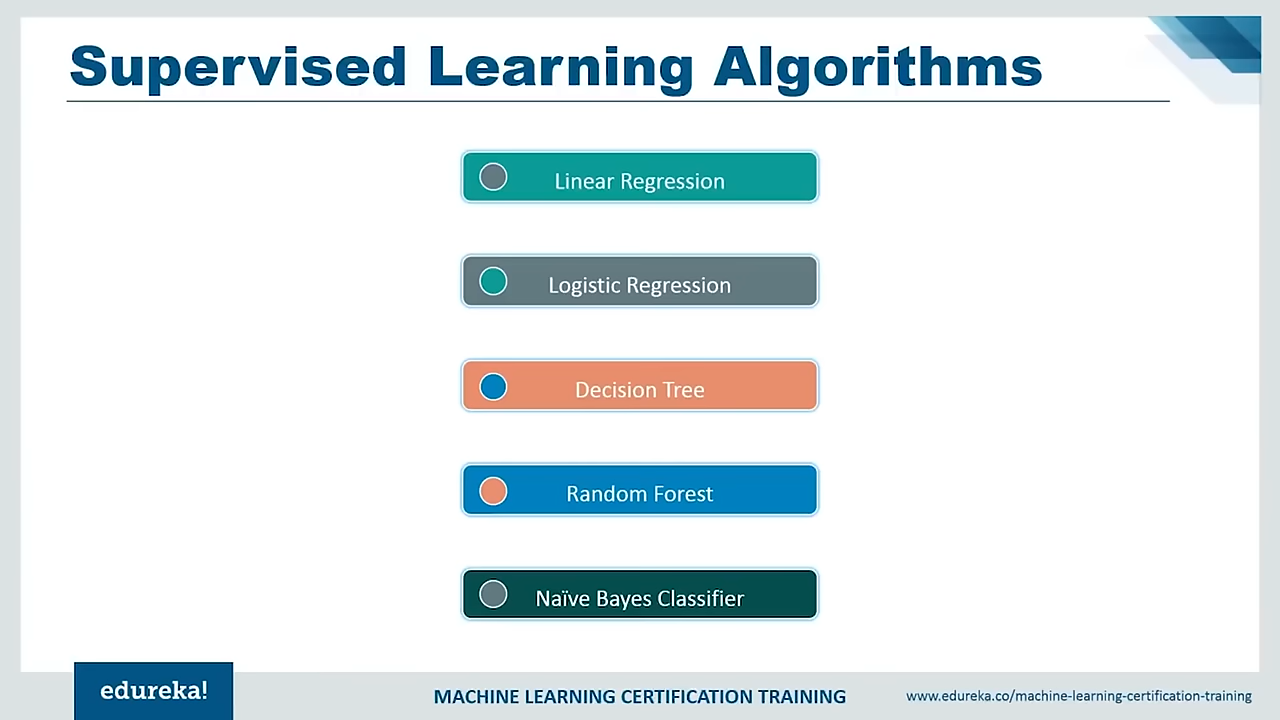 Supervised Learning Algorithms
Linear Regression
Logistic Regression
Decision Tree
Random Forest
Naïve Bayes Classifier
edureka!
MACHINE LEARNING CERTIFICATION TRAINING
www.edureka.co/machine-learning-certification-training